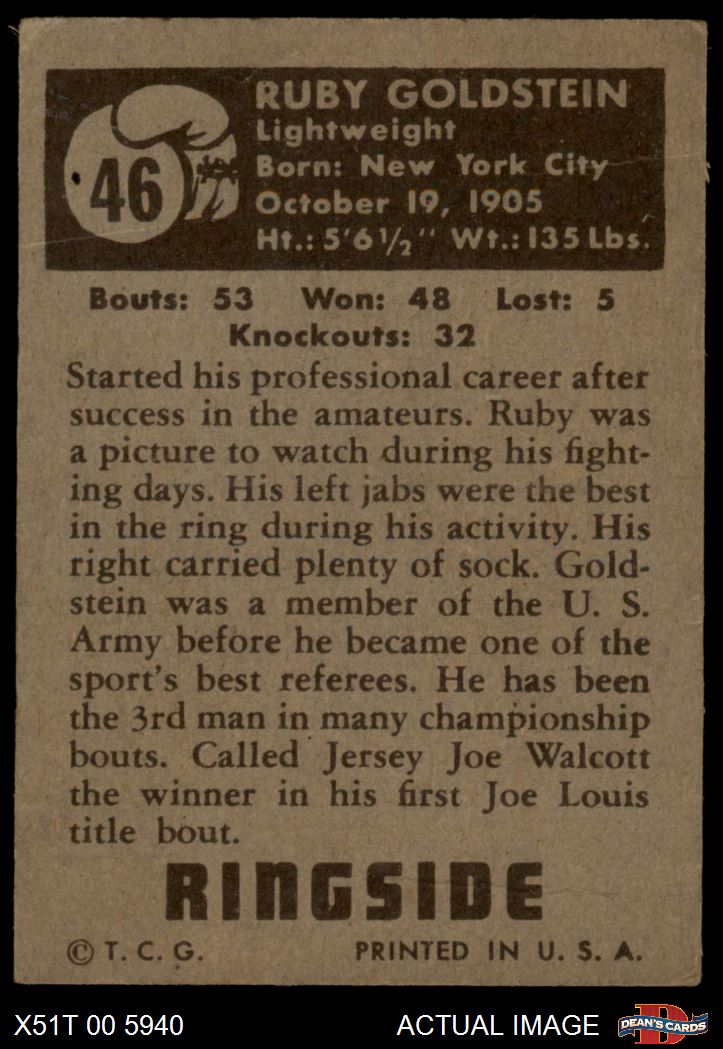 46
RUBY GOLDSTEIN
Lightweight
Born: New York City
October 19, 1905
Ht.: 5'6 1/2" Wt.: 135 Lbs.
Bouts: 53 Won: 48 Lost: 5
Knockouts: 32
Started his professional career after
success in the amateurs. Ruby was
a picture to watch during his fight-
ing days. His left jabs were the best
in the ring during his activity. His
right carried plenty of sock. Gold-
stein was a member of the U. S.
Army before he became one of the
sport's best referees. He has been
the 3rd man in many championship
bouts. Called Jersey Joe Walcott
the winner in his first Joe Louis
title bout.
RINGSIDE
© T. C. G. PRINTED IN U. S. A.
X51T 00 5940 ACTUAL IMAGE D DEAN'S CARDS